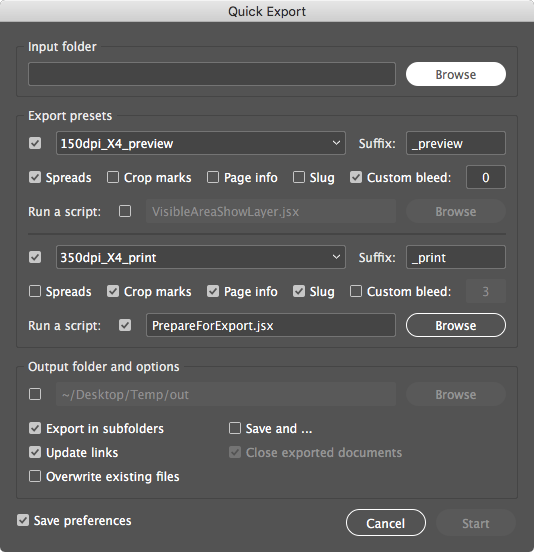 Quick Export
Input folder
Browse
Export presets
150dpi_X4_preview Suffix: _preview
Spreads Crop marks Page info Slug Custom bleed: 0
Run a script: VisibleAreaShowLayer.jsx Browse
350dpi_X4_print Suffix: _print
Spreads Crop marks Page info Slug Custom bleed: 3
Run a script: PrepareForExport.jsx Browse
Output folder and options
~/Desktop/Temp/out Browse
Export in subfolders Save and ...
Update links Close exported documents
Overwrite existing files
Save preferences Cancel Start